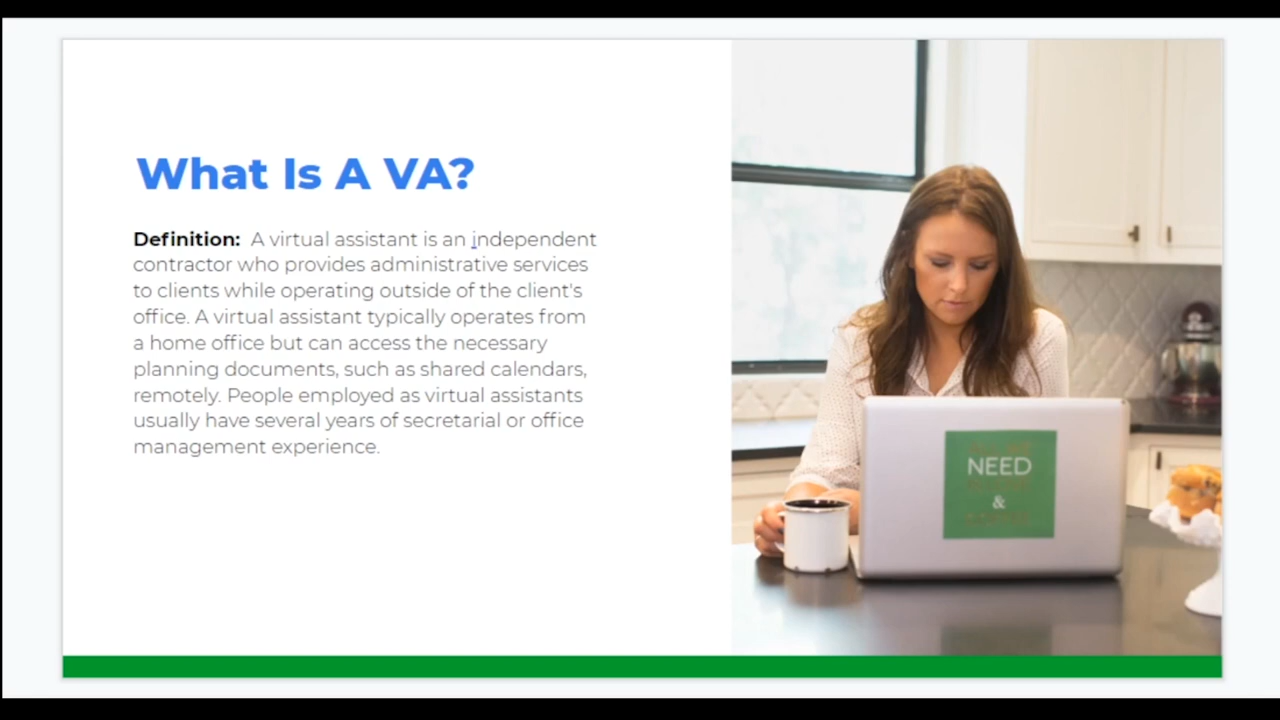 What Is A VA?
Definition: A virtual assistant is an independent
contractor who provides administrative services
to clients while operating outside of the client's
office. A virtual assistant typically operates from
a home office but can access the necessary
planning documents, such as shared calendars,
remotely. People employed as virtual assistants
usually have several years of secretarial or office
management experience.
NEED
&